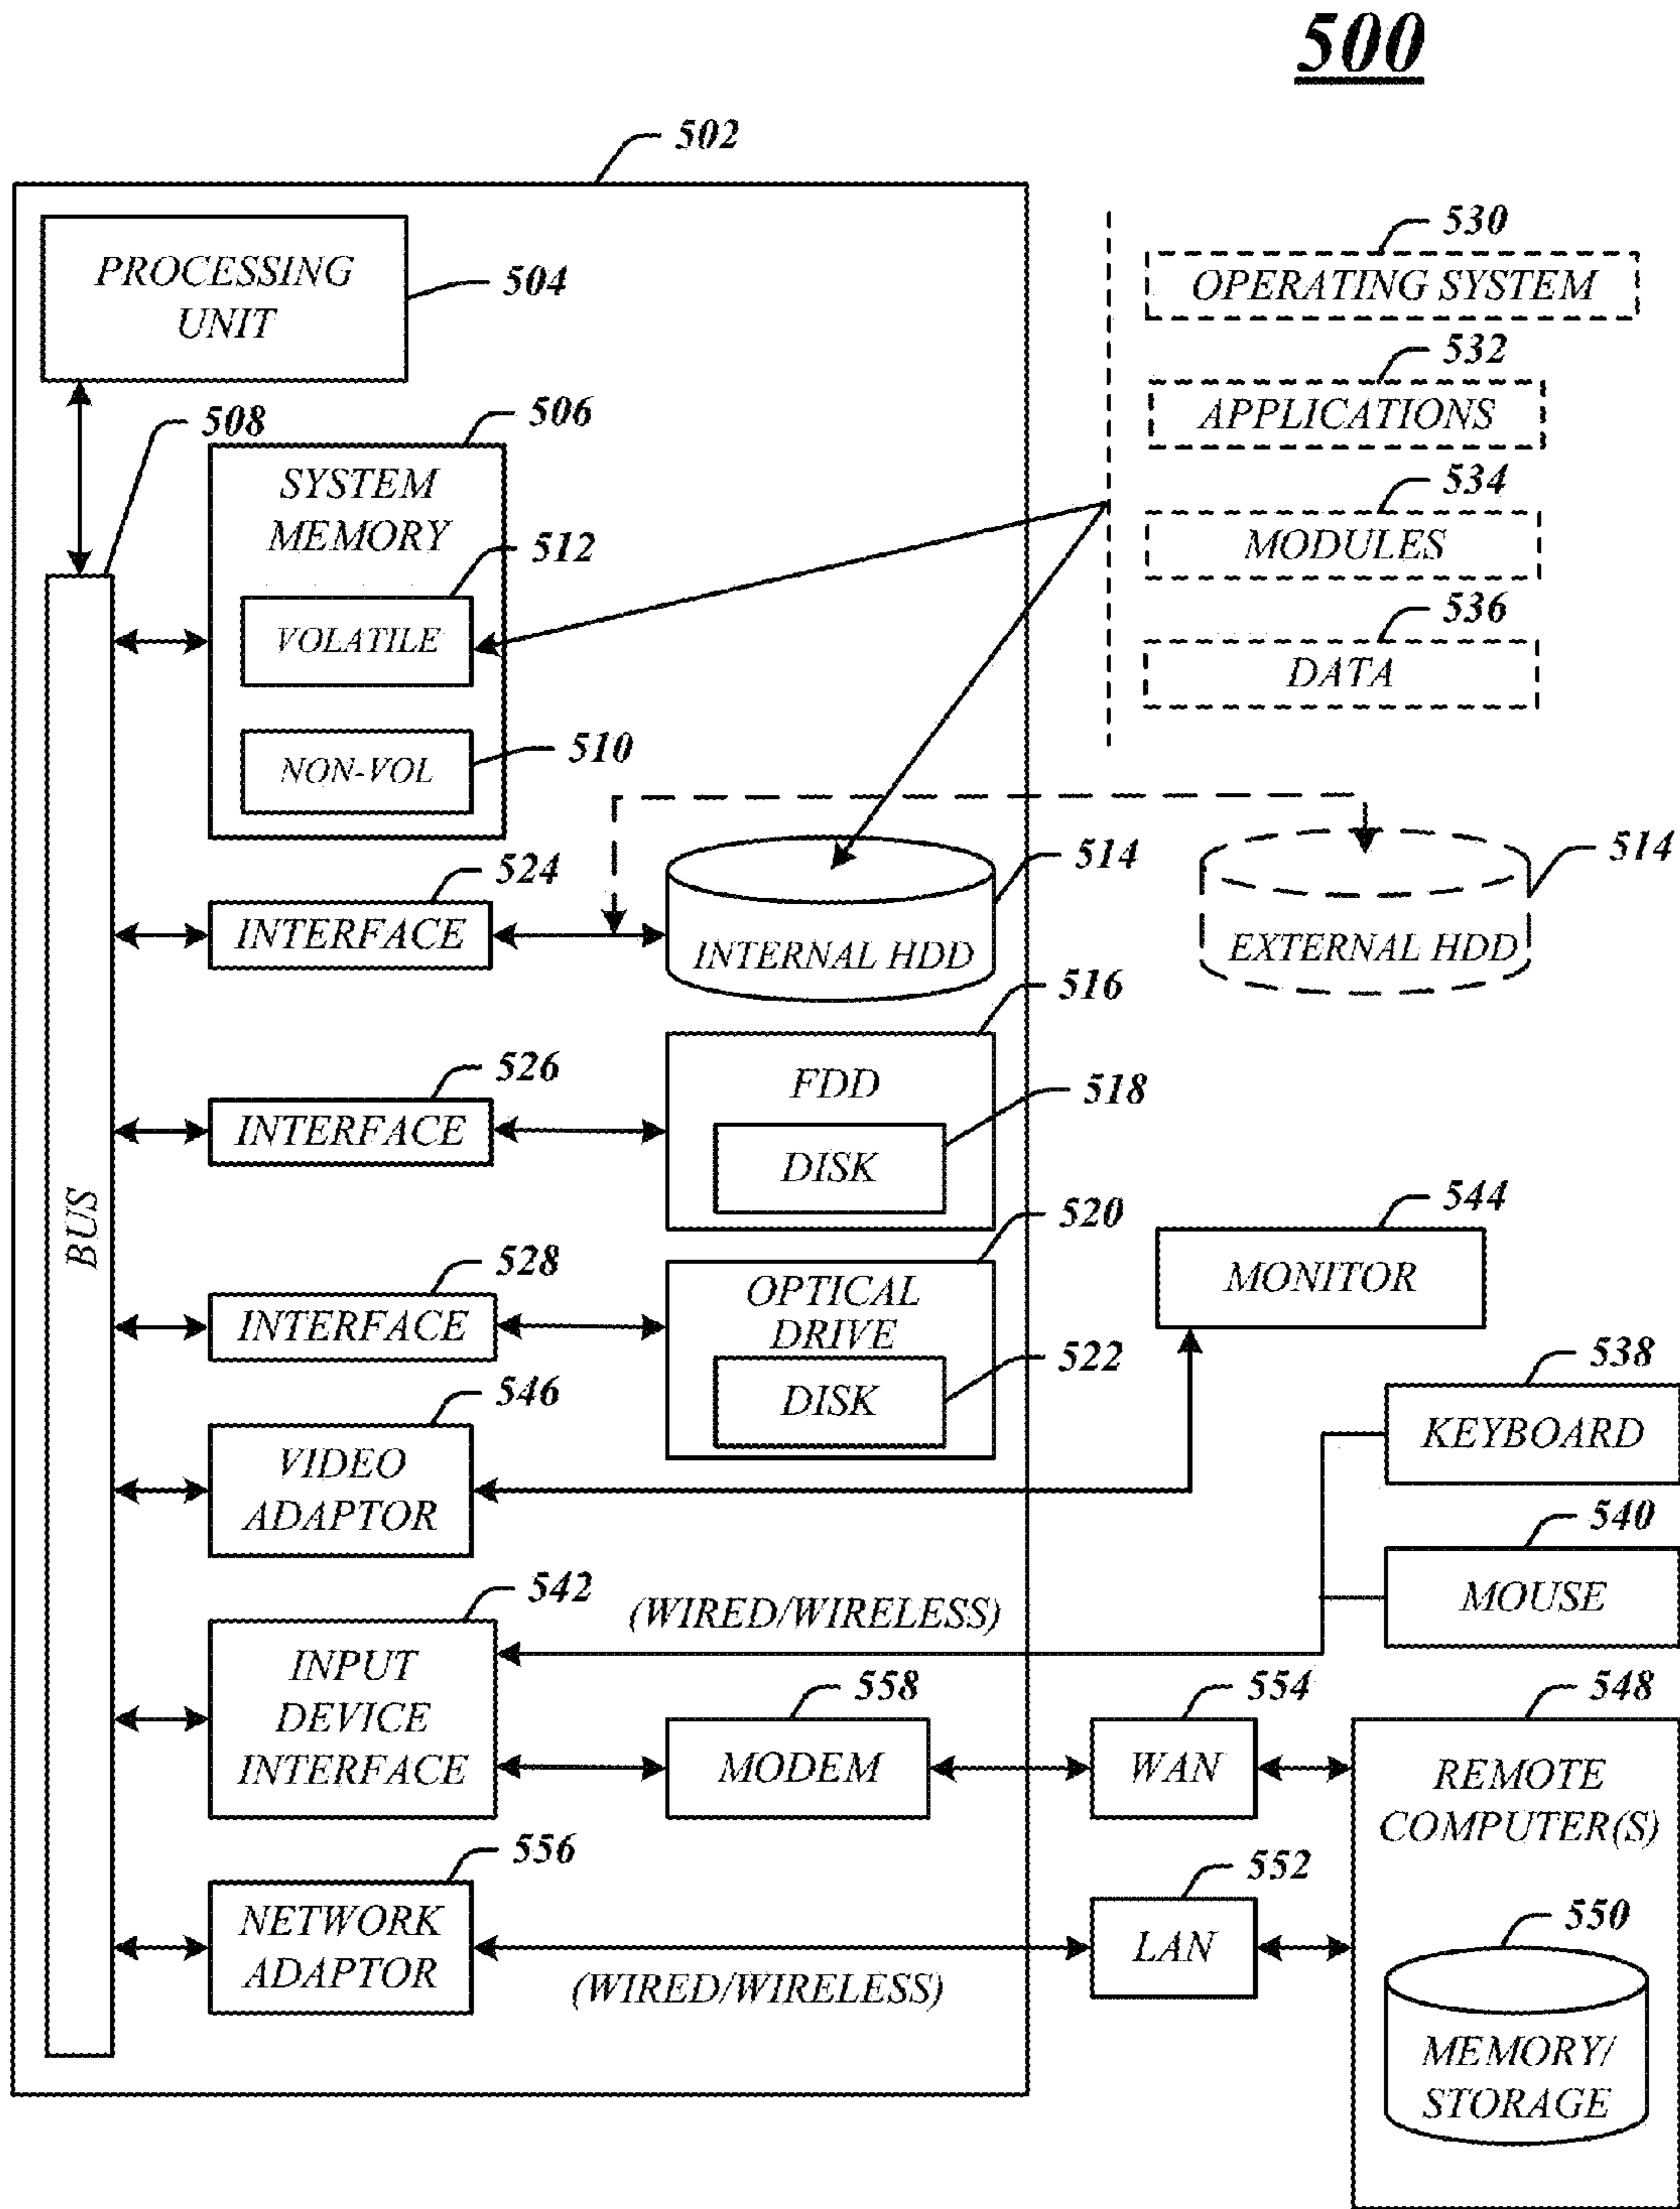 500
502
PROCESSING
UNIT
504
530
OPERATING SYSTEM
532
APPLICATIONS
534
MODULES
536
DATA
508
506
SYSTEM
MEMORY
512
VOLATILE
510
NON-VOL
BUS
524
INTERFACE
514
INTERNAL HDD
514
EXTERNAL HDD
526
INTERFACE
516
FDD
518
DISK
528
INTERFACE
520
OPTICAL
DRIVE
522
DISK
544
MONITOR
546
VIDEO
ADAPTOR
538
KEYBOARD
540
MOUSE
542
INPUT
DEVICE
INTERFACE
(WIRED/WIRELESS)
558
MODEM
554
WAN
548
REMOTE
COMPUTER(S)
556
NETWORK
ADAPTOR
(WIRED/WIRELESS)
552
LAN
550
MEMORY/
STORAGE